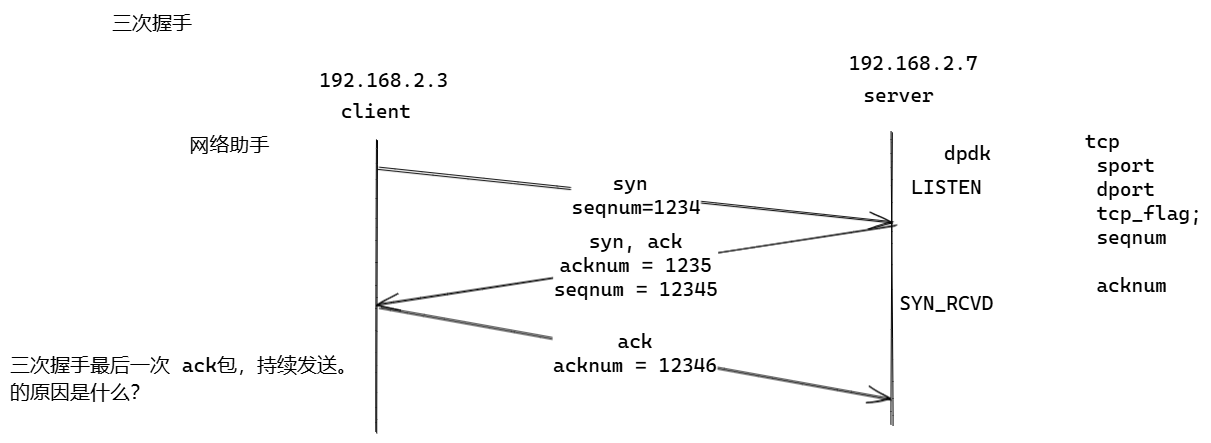 三次握手
192.168.2.3
client
192.168.2.7
server
网络助手
dpdk
LISTEN
tcp
sport
dport
tcp_flag;
seqnum
acknum
syn
seqnum=1234
syn, ack
acknum = 1235
seqnum = 12345
SYN_RCVD
ack
acknum = 12346
三次握手最后一次 ack包，持续发送。
的原因是什么？